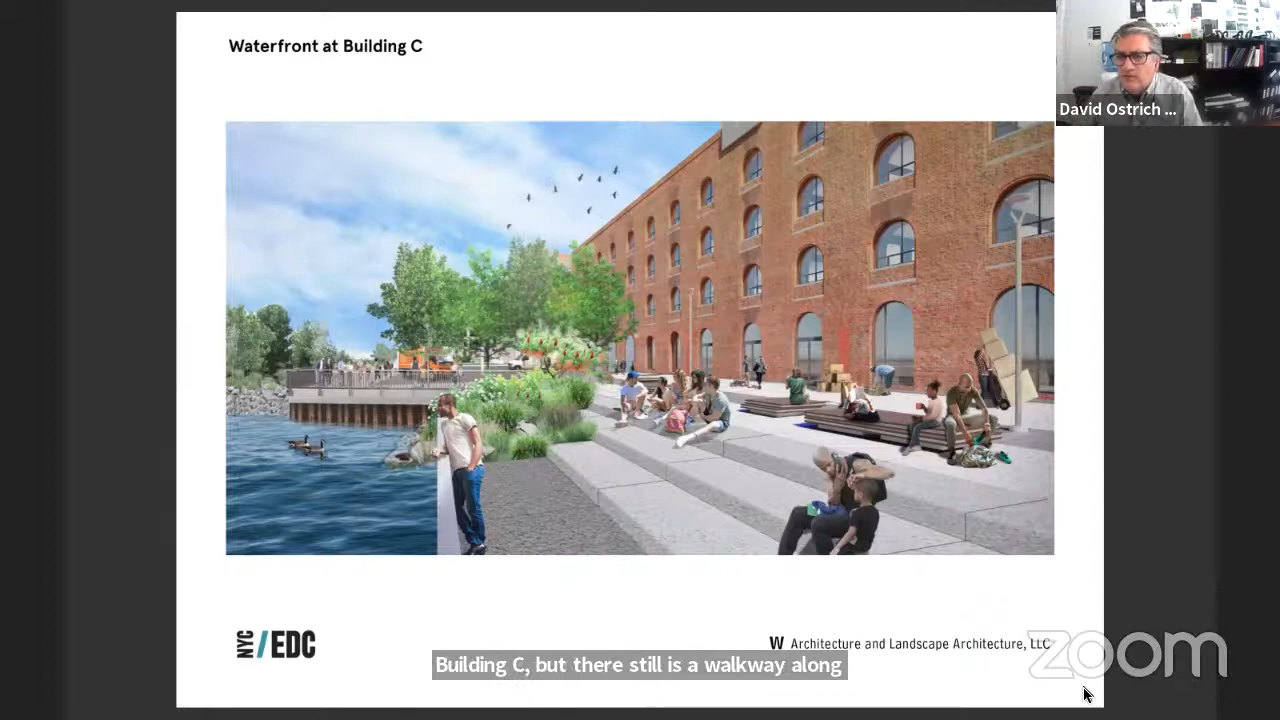 Waterfront at Building C
David Ostrich ...
NYC / EDC
W Architecture and Landscape Architecture, LLC
Building C, but there still is a walkway along
zoom